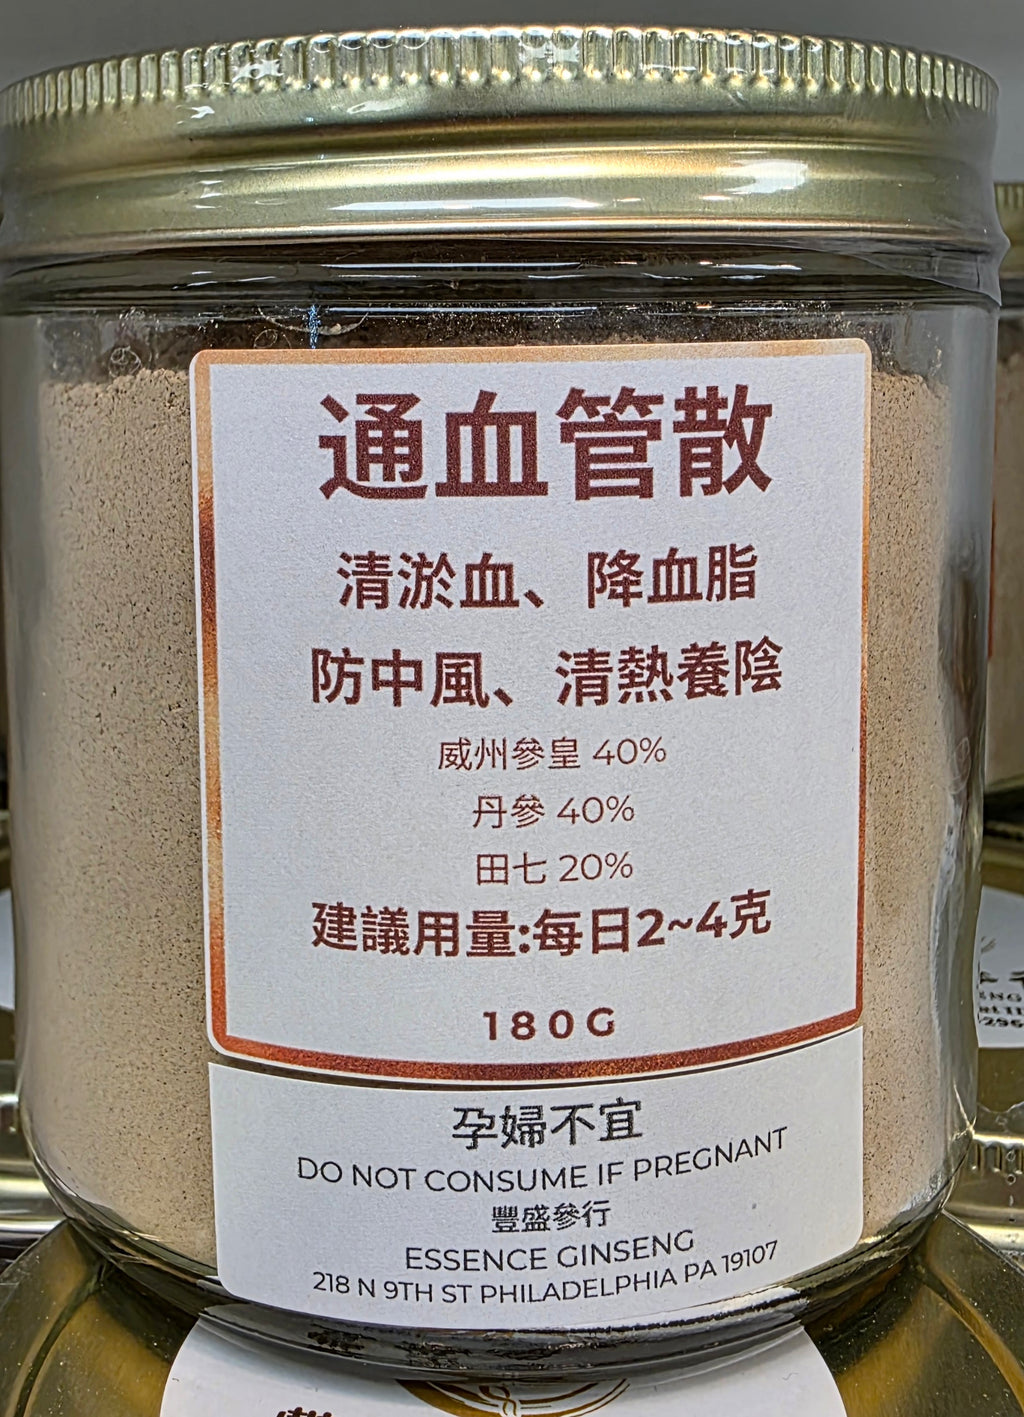 通血管散
清淤血、降血脂
防中風、清熱養陰
威州參皇 40%
丹參 40%
田七 20%
建議用量:每日2~4克
180G
孕婦不宜
DO NOT CONSUME IF PREGNANT
豐盛參行
ESSENCE GINSENG
218 N 9TH ST PHILADELPHIA PA 19107